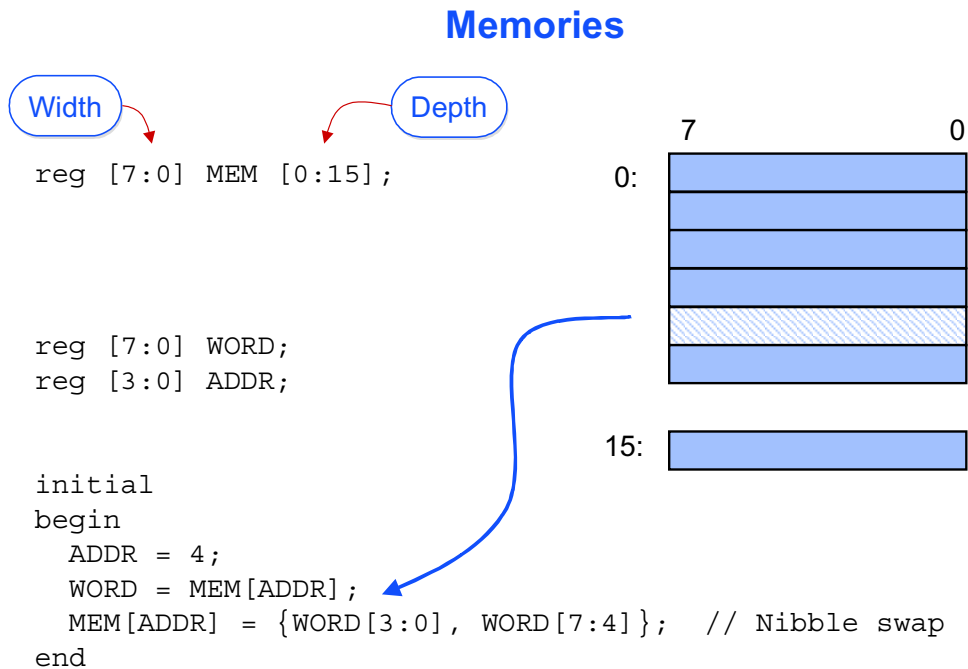 Memories
Width
Depth
reg [7:0] MEM [0:15];
7 0
0:
reg [7:0] WORD;
reg [3:0] ADDR;
15:
initial
begin
  ADDR = 4;
  WORD = MEM[ADDR];
  MEM[ADDR] = {WORD[3:0], WORD[7:4]};  // Nibble swap
end